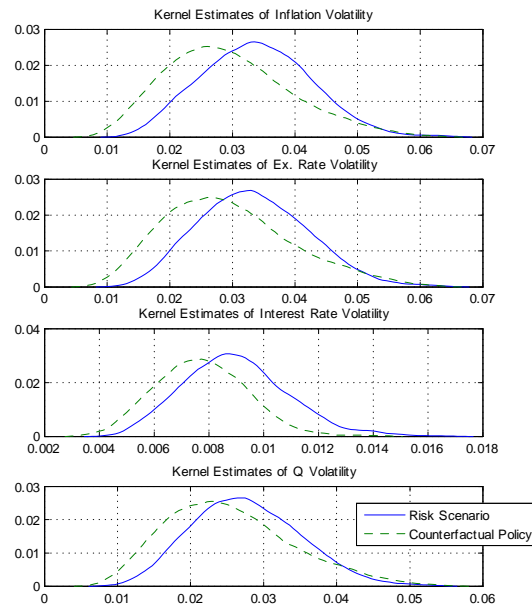 Kernel Estimates of Inflation Volatility
0.03
0.02
0.01
0
0 0.01 0.02 0.03 0.04 0.05 0.06 0.07
Kernel Estimates of Ex. Rate Volatility
0.03
0.02
0.01
0
0 0.01 0.02 0.03 0.04 0.05 0.06 0.07
Kernel Estimates of Interest Rate Volatility
0.04
0.02
0
0.002 0.004 0.006 0.008 0.01 0.012 0.014 0.016 0.018
Kernel Estimates of Q Volatility
0.03
0.02
0.01
0
0 0.01 0.02 0.03 0.04 0.05 0.06
Risk Scenario
Counterfactual Policy